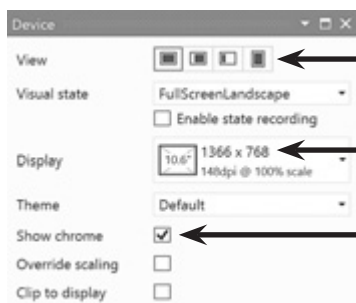 Device
View
Visual state FullScreenLandscape
Enable state recording
Display 10.6" 1366 x 768
148dpi @ 100% scale
Theme Default
Show chrome
Override scaling
Clip to display